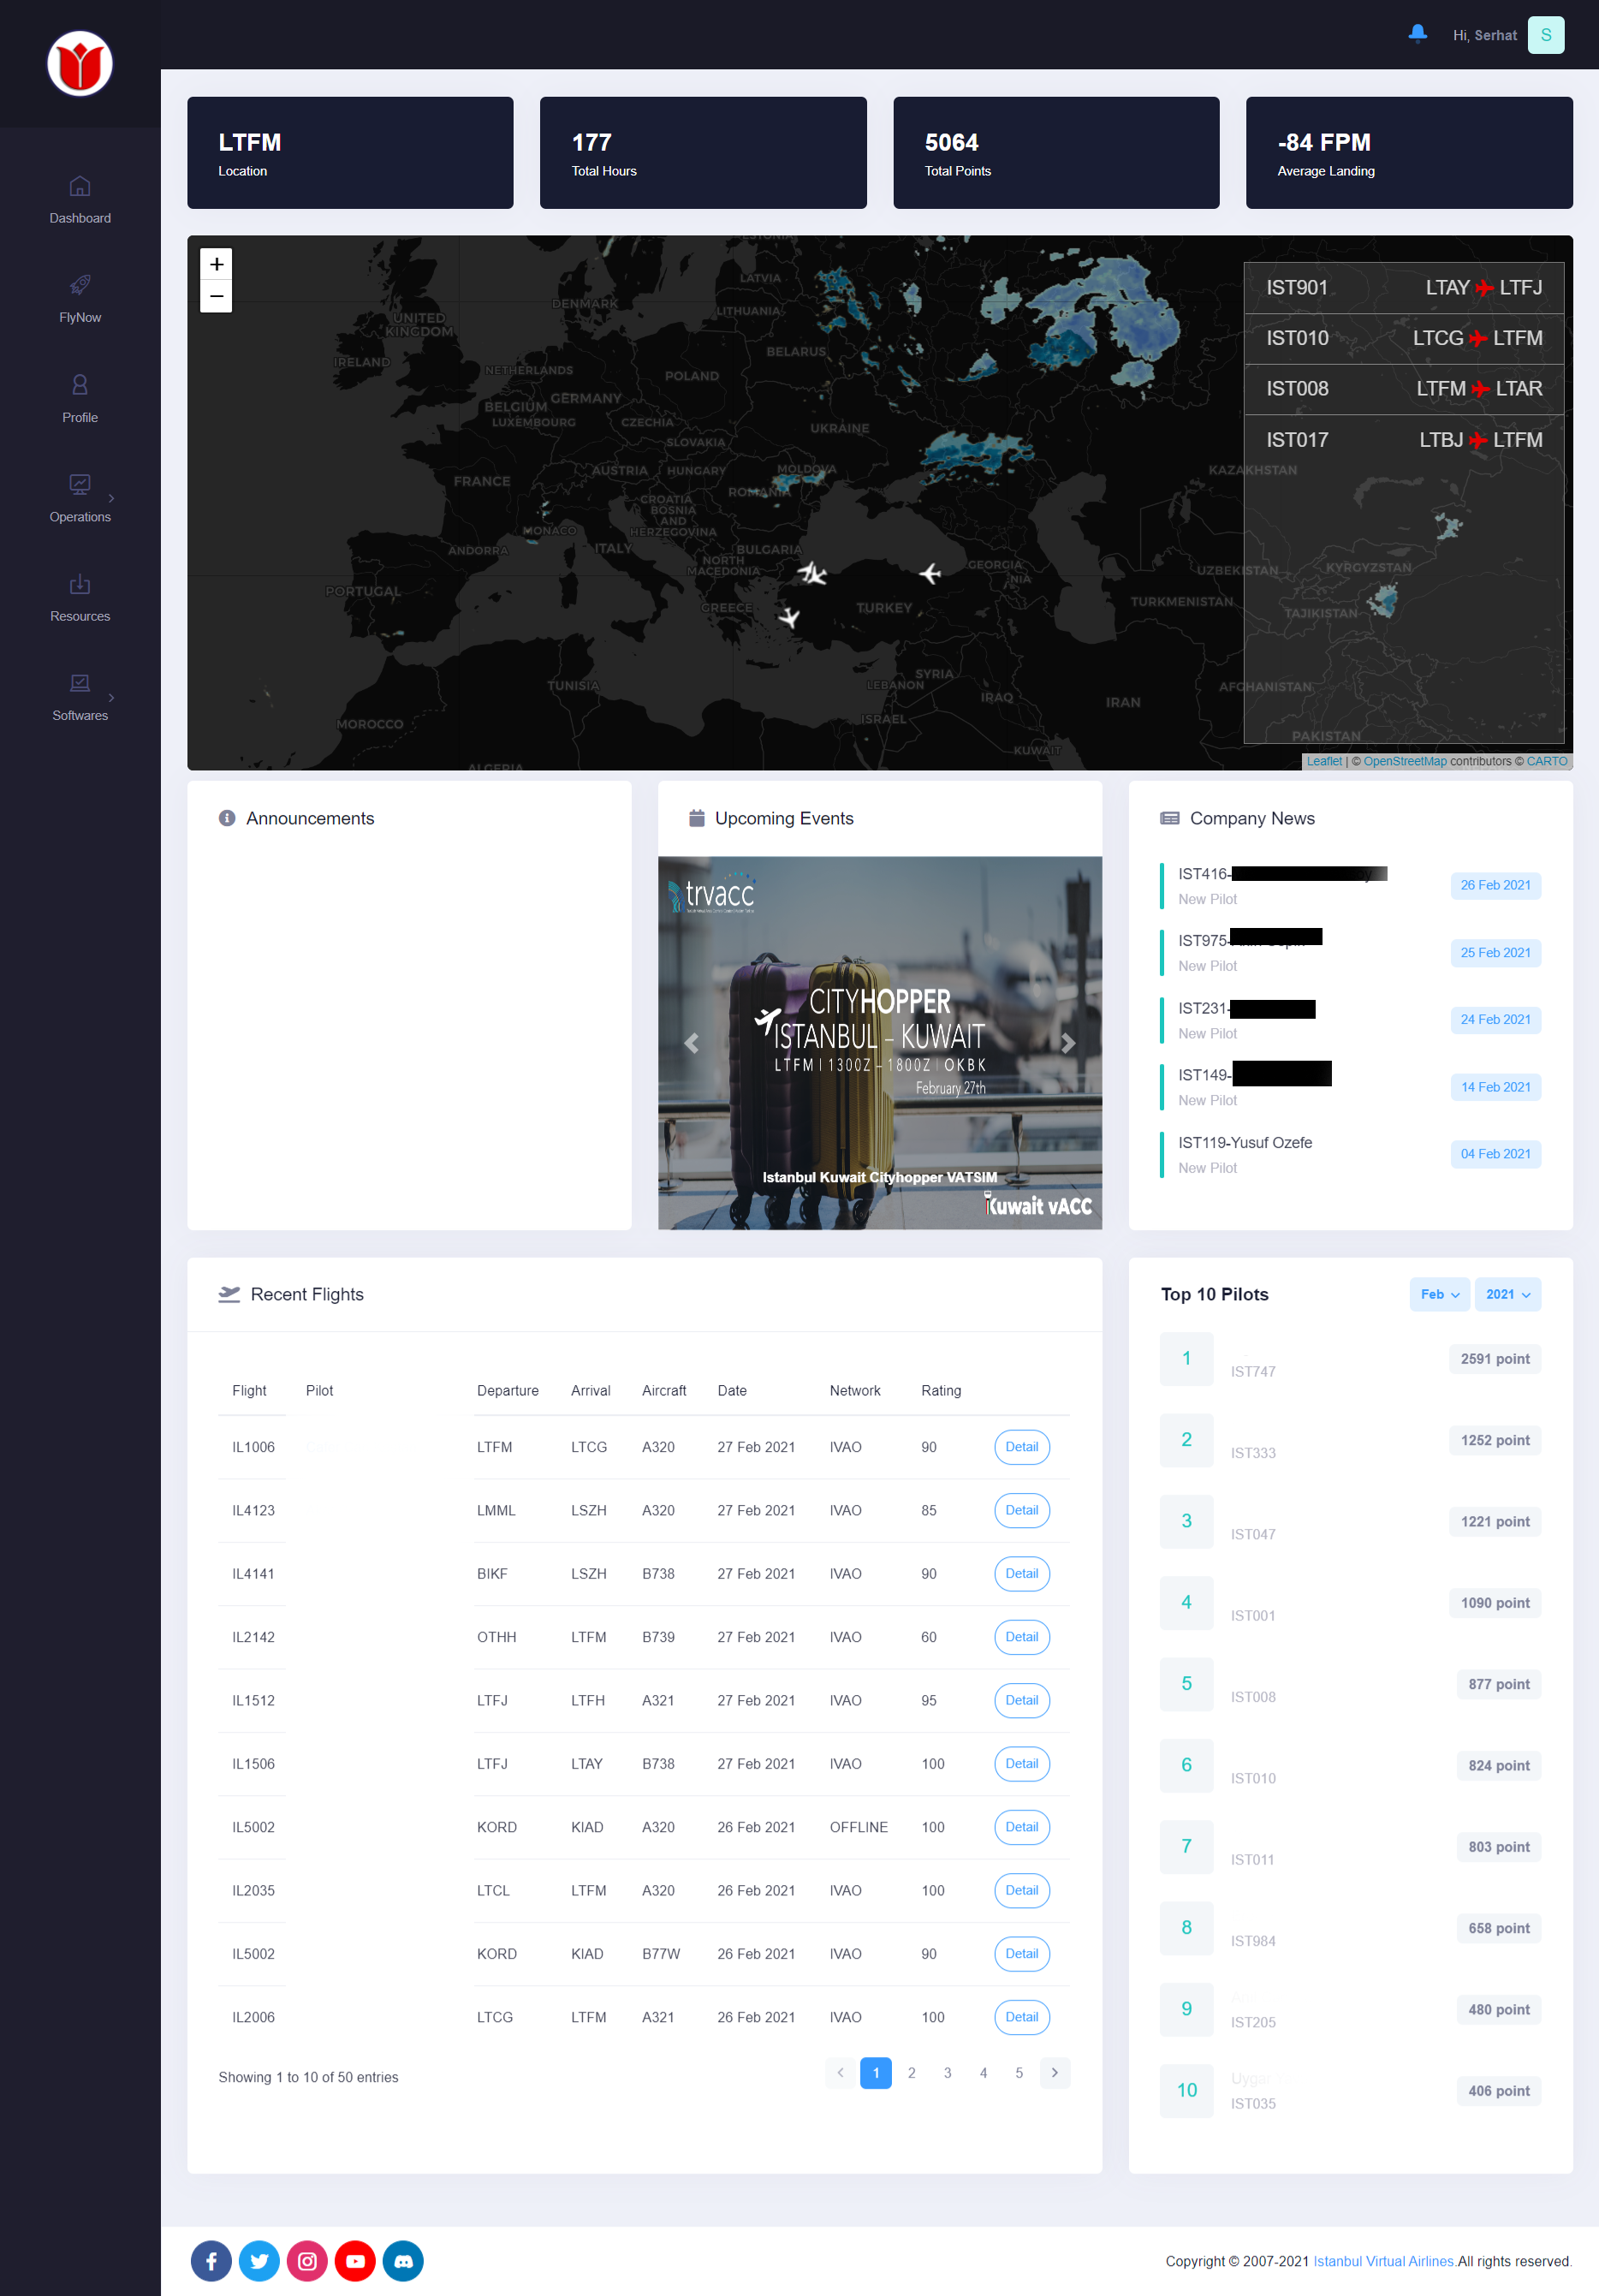 Hi, Serhat S
Dashboard
FlyNow
Profile
Operations
Resources
Softwares
LTFM
Location
177
Total Hours
5064
Total Points
-84 FPM
Average Landing
+
−
LATVIA
DENMARK
LITHUANIA
UNITED
KINGDOM
IRELAND
BELARUS
NETHERLANDS
POLAND
BELGIUM
GERMANY
LUXEMBOURG
CZECHIA
UKRAINE
SLOVAKIA
AUSTRIA
HUNGARY
MOLDOVA
KAZAKHSTAN
FRANCE
ROMANIA
CROATIA
BOSNIA
AND
HERZEGOVINA
MONACO
ITALY
ANDORRA
BULGARIA
NORTH
MACEDONIA
GEORGIA
NIA
UZBEKISTAN
KYRGYZSTAN
PORTUGAL
GREECE
TURKEY
TURKMENISTAN
TAJIKISTAN
SYRIA
LEBANON
TUNISIA
IRAQ
IRAN
AFGHANISTAN
MOROCCO
ISRAEL
KUWAIT
PAKISTAN
ALGERIA
IST901 LTAY LTFJ
IST010 LTCG LTFM
IST008 LTFM LTAR
IST017 LTBJ LTFM
Leaflet | © OpenStreetMap contributors © CARTO
Announcements
Upcoming Events
trvacc
CITYHOPPER
ISTANBUL – KUWAIT
LTFM | 1300Z – 1800Z | OKBK
February 27th
Istanbul Kuwait Cityhopper VATSIM
Kuwait vACC
Company News
IST416-
New Pilot
26 Feb 2021
IST975-
New Pilot
25 Feb 2021
IST231-
New Pilot
24 Feb 2021
IST149-
New Pilot
14 Feb 2021
IST119-Yusuf Ozefe
New Pilot
04 Feb 2021
Recent Flights
Flight Pilot Departure Arrival Aircraft Date Network Rating
IL1006 LTFM LTCG A320 27 Feb 2021 IVAO 90 Detail
IL4123 LMML LSZH A320 27 Feb 2021 IVAO 85 Detail
IL4141 BIKF LSZH B738 27 Feb 2021 IVAO 90 Detail
IL2142 OTHH LTFM B739 27 Feb 2021 IVAO 60 Detail
IL1512 LTFJ LTFH A321 27 Feb 2021 IVAO 95 Detail
IL1506 LTFJ LTAY B738 27 Feb 2021 IVAO 100 Detail
IL5002 KORD KIAD A320 26 Feb 2021 OFFLINE 100 Detail
IL2035 LTCL LTFM A320 26 Feb 2021 IVAO 100 Detail
IL5002 KORD KIAD B77W 26 Feb 2021 IVAO 90 Detail
IL2006 LTCG LTFM A321 26 Feb 2021 IVAO 100 Detail
Showing 1 to 10 of 50 entries
1 2 3 4 5
Top 10 Pilots Feb 2021
1 IST747 2591 point
2 IST333 1252 point
3 IST047 1221 point
4 IST001 1090 point
5 IST008 877 point
6 IST010 824 point
7 IST011 803 point
8 IST984 658 point
9 IST205 480 point
10 IST035 406 point
Copyright © 2007-2021 Istanbul Virtual Airlines.All rights reserved.